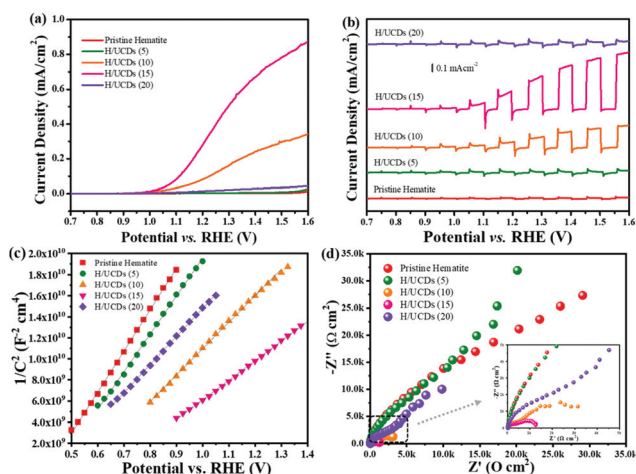 (a)
Pristine Hematite
H/UCDs (5)
H/UCDs (10)
H/UCDs (15)
H/UCDs (20)
Current Density (mA/cm²)
0.0
0.2
0.4
0.6
0.8
1.0
0.7 0.8 0.9 1.0 1.1 1.2 1.3 1.4 1.5 1.6
Potential vs. RHE (V)
(b)
H/UCDs (20)
0.1 mAcm⁻²
H/UCDs (15)
H/UCDs (10)
H/UCDs (5)
Pristine Hematite
Current Density (mA/cm²)
0.7 0.8 0.9 1.0 1.1 1.2 1.3 1.4 1.5 1.6
Potential vs. RHE (V)
(c)
Pristine Hematite
H/UCDs (5)
H/UCDs (10)
H/UCDs (15)
H/UCDs (20)
1/C² (F⁻² cm⁴)
2.0x10¹⁰
1.8x10¹⁰
1.6x10¹⁰
1.4x10¹⁰
1.2x10¹⁰
1.0x10¹⁰
8.0x10⁹
6.0x10⁹
4.0x10⁹
2.0x10⁹
0.5 0.6 0.7 0.8 0.9 1.0 1.1 1.2 1.3 1.4
Potential vs. RHE (V)
(d)
Pristine Hematite
H/UCDs (5)
H/UCDs (10)
H/UCDs (15)
H/UCDs (20)
-Z'' (Ω cm²)
35.0k
30.0k
25.0k
20.0k
15.0k
10.0k
5.0k
0.0
0.0 5.0k 10.0k 15.0k 20.0k 25.0k 30.0k 35.0k
Z' (O cm²)
-Z'' (Ω cm²)
Z' (Ω cm²)